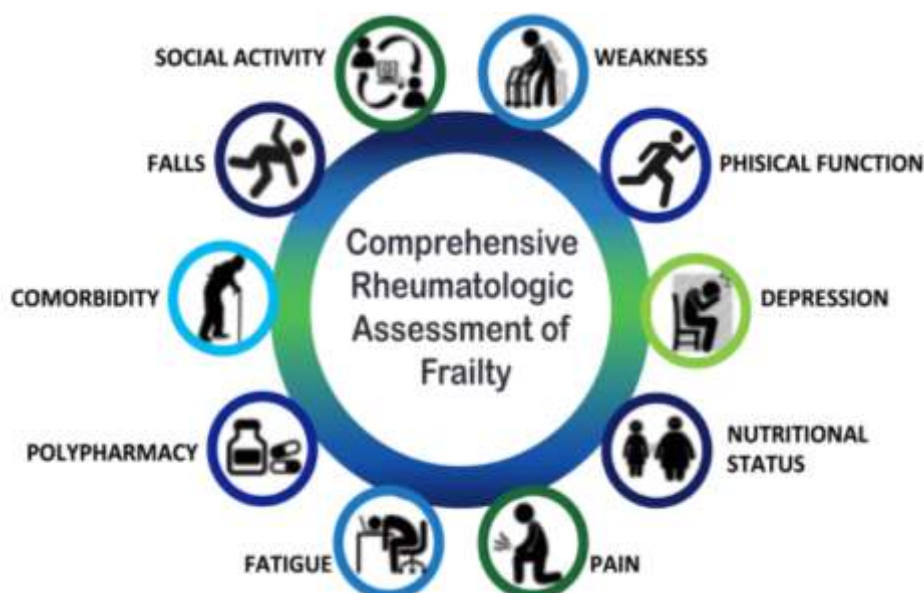 SOCIAL ACTIVITY
WEAKNESS
FALLS
PHISICAL FUNCTION
Comprehensive
Rheumatologic
Assessment of
Frailty
COMORBIDITY
DEPRESSION
POLYPHARMACY
NUTRITIONAL
STATUS
FATIGUE
PAIN